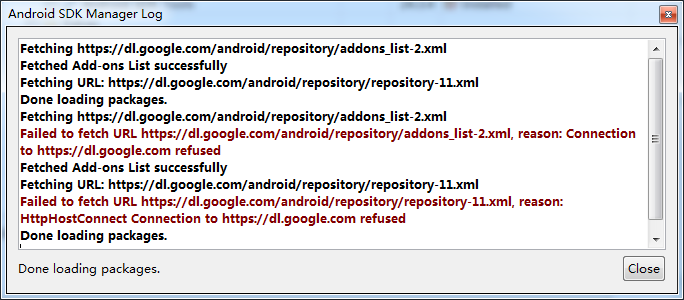 Android SDK Manager Log
Fetching https://dl.google.com/android/repository/addons_list-2.xml
Fetched Add-ons List successfully
Fetching URL: https://dl.google.com/android/repository/repository-11.xml
Done loading packages.
Fetching https://dl.google.com/android/repository/addons_list-2.xml
Failed to fetch URL https://dl.google.com/android/repository/addons_list-2.xml, reason: Connection
to https://dl.google.com refused
Fetched Add-ons List successfully
Fetching URL: https://dl.google.com/android/repository/repository-11.xml
Failed to fetch URL https://dl.google.com/android/repository/repository-11.xml, reason:
HttpHostConnect Connection to https://dl.google.com refused
Done loading packages.
Done loading packages.
Close